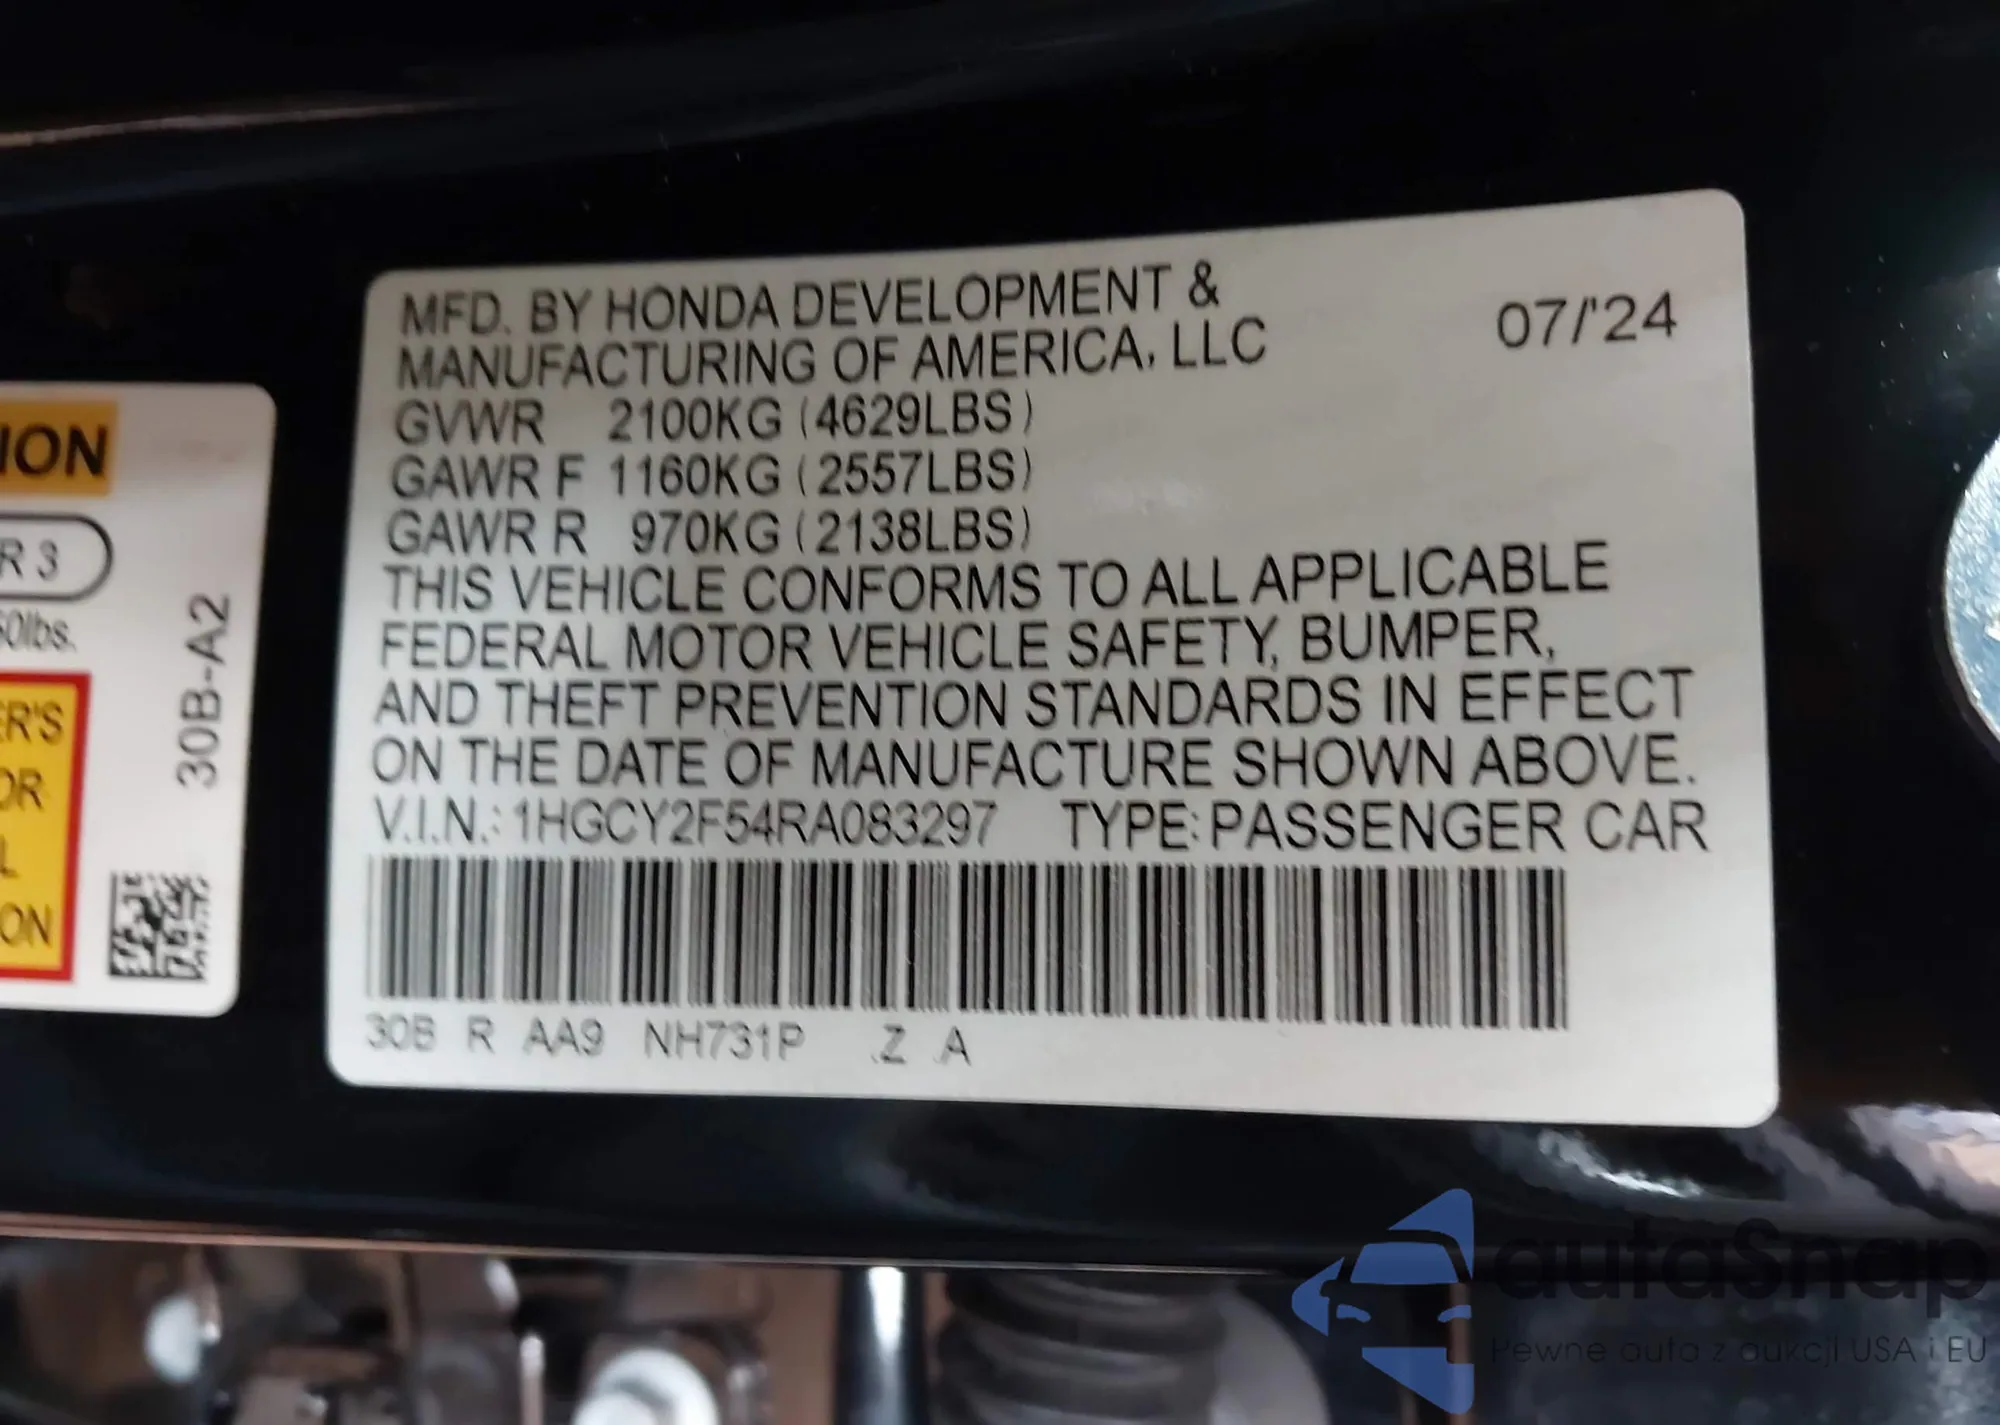 MFD. BY HONDA DEVELOPMENT &
MANUFACTURING OF AMERICA, LLC
07/'24
GVWR 2100KG (4629LBS)
GAWR F 1160KG (2557LBS)
GAWR R 970KG (2138LBS)
THIS VEHICLE CONFORMS TO ALL APPLICABLE
FEDERAL MOTOR VEHICLE SAFETY, BUMPER,
AND THEFT PREVENTION STANDARDS IN EFFECT
ON THE DATE OF MANUFACTURE SHOWN ABOVE.
V.I.N.: 1HGCY2F54RA083297 TYPE: PASSENGER CAR
30B R AA9 NH731P .Z .A
ION
R 3
50lbs.
ER'S
OR
L
ON
30B-A2
autoSnap
Pewne auto z aukcji USA i EU